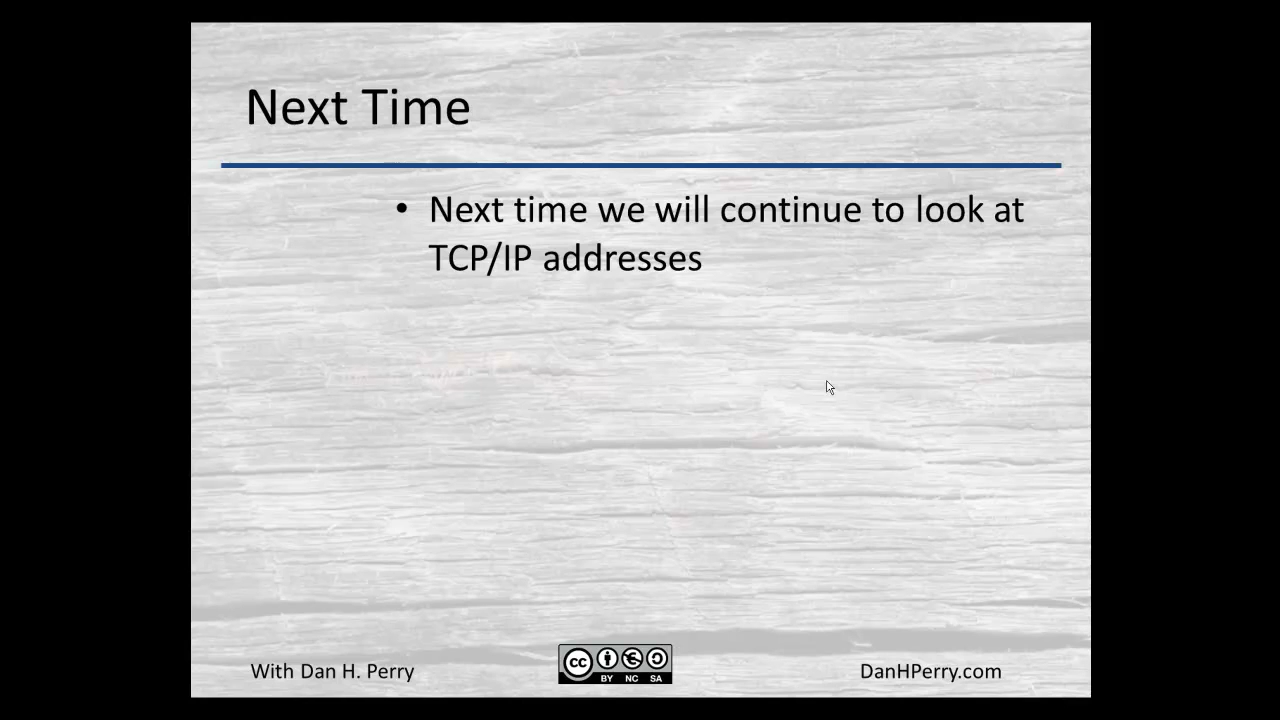 Next Time
• Next time we will continue to look at
TCP/IP addresses
With Dan H. Perry
cc
BY NC SA
DanHPerry.com